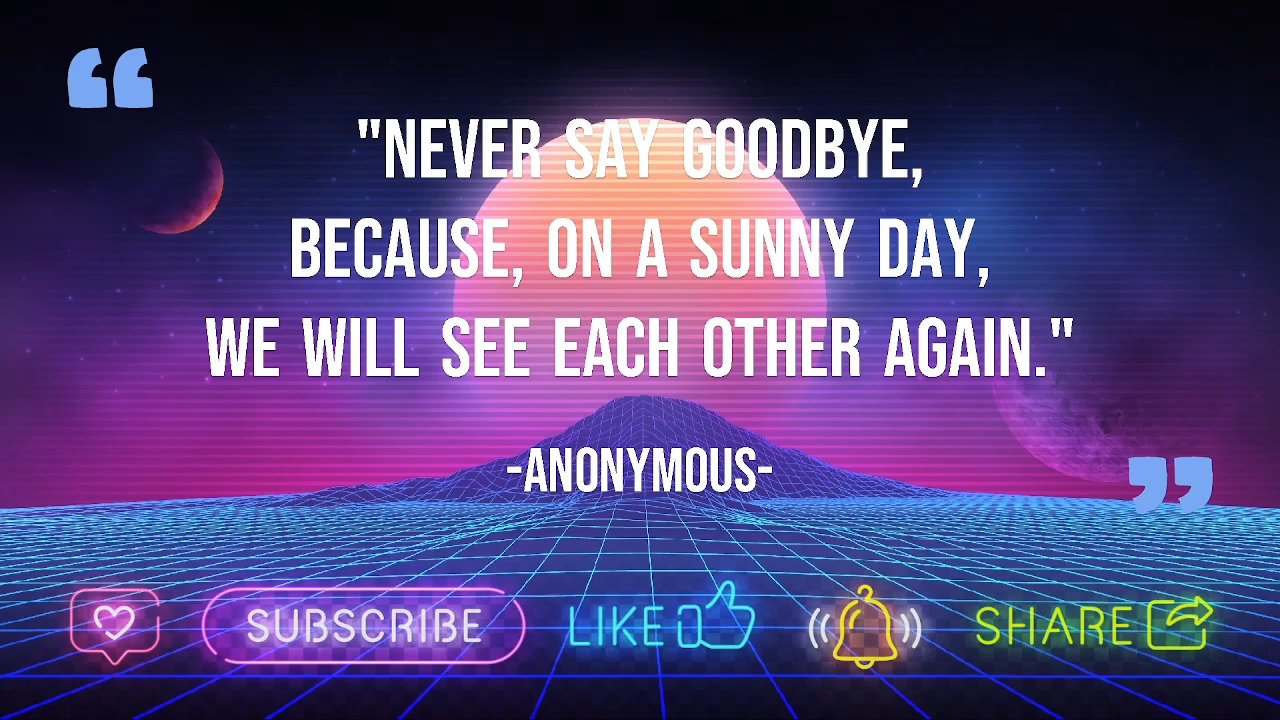 "NEVER SAY GOODBYE,
BECAUSE, ON A SUNNY DAY,
WE WILL SEE EACH OTHER AGAIN."
-ANONYMOUS-
SUBSCRIBE LIKE SHARE